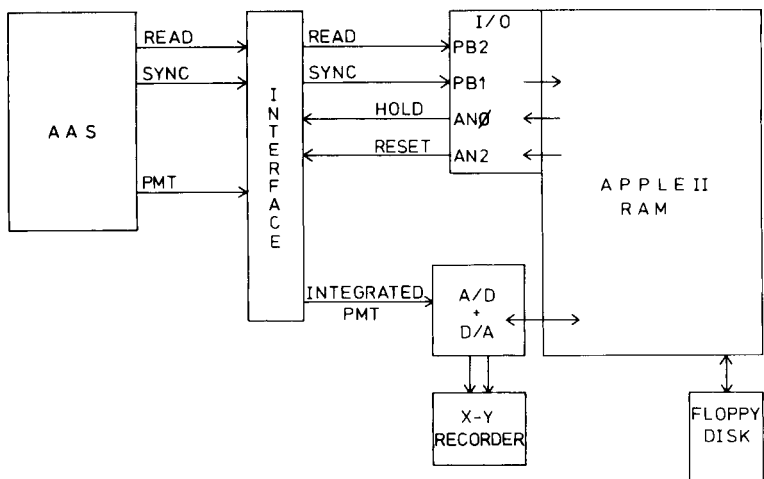 AAS
READ
SYNC
PMT
INTERFACE
READ
SYNC
HOLD
RESET
INTEGRATED
PMT
I/O
PB2
PB1
AN0
AN2
APPLE II
RAM
A/D
+
D/A
X-Y
RECORDER
FLOPPY
DISK